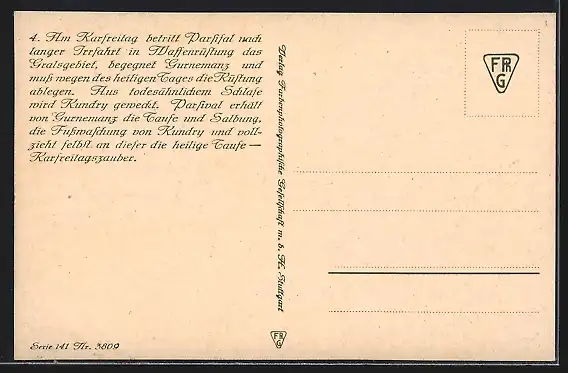 4. Am Karfreitag betritt Parſifal nach
langer Irrfahrt in Waffenrüſtung das
Gralsgebiet, begegnet Gurnemanz und
muß wegen des heiligen Tages die Rüſtung
ablegen. Aus todesähnlichem Schlafe
wird Kundry geweckt. Parſival erhält
von Gurnemanz die Taufe und Salbung,
die Fußwaſchung von Kundry und voll-
zieht ſelbſt an dieſer die heilige Taufe —
Karfreitagszauber.
Serie 141 Nr. 3809
Verlag Farbenphotographiſche Geſellſchaft m. b. H. Stuttgart
FPR
G
FPR
G